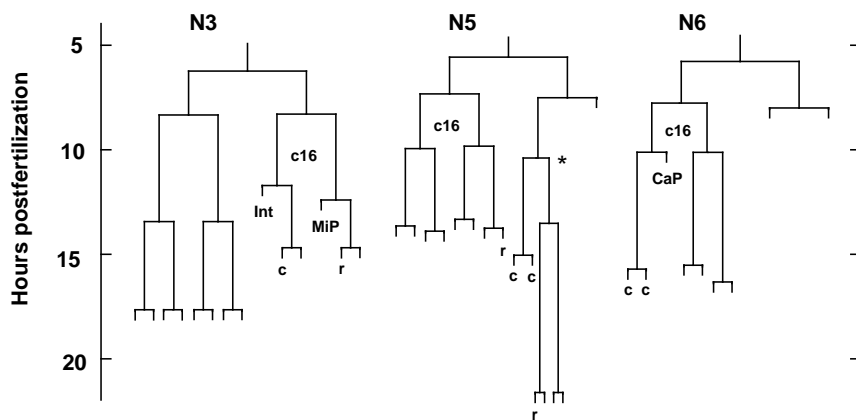 N3 N5 N6
5
c16
c16
c16
10
*
CaP
Int
MiP
r
15
c r
c c
c c
20
r
Hours postfertilization